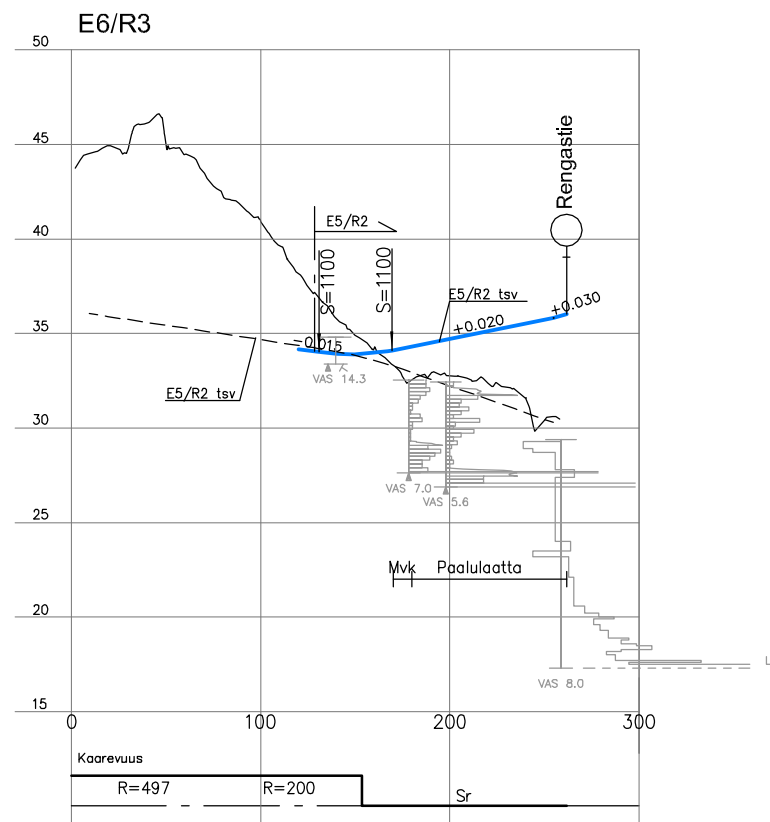 E6/R3
50
45
40
35
30
25
20
15
Rengastie
E5/R2
S=1100
S=1100
E5/R2 tsv
+0.020
+0.030
-0.015
E5/R2 tsv
VAS 14.3
VAS 7.0
VAS 5.6
Mvk
Paalulaatta
VAS 8.0
L
0
100
200
300
Kaarevuus
R=497
R=200
Sr